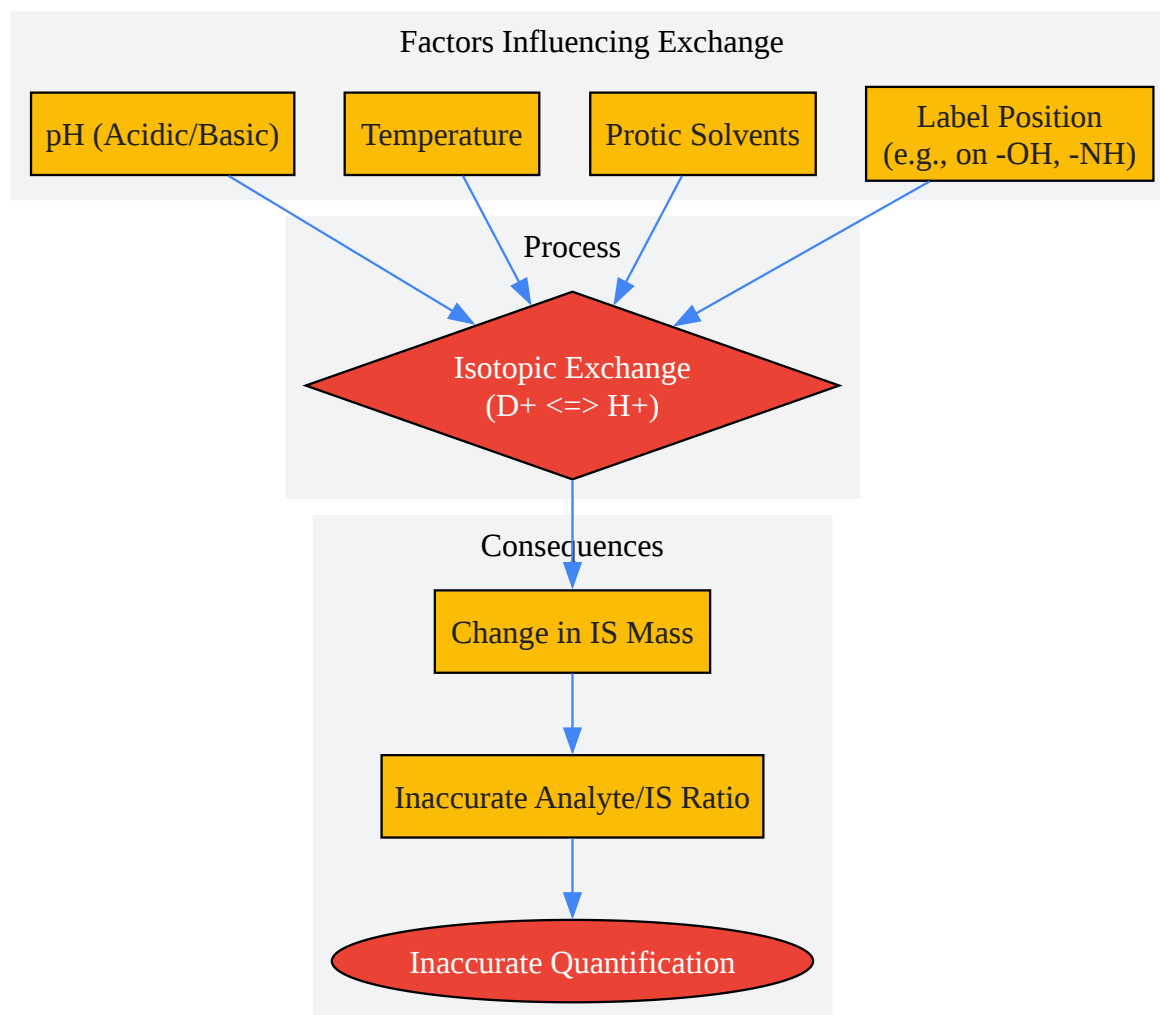 Factors Influencing Exchange
pH (Acidic/Basic)
Temperature
Protic Solvents
Label Position
(e.g., on -OH, -NH)
Process
Isotopic Exchange
(D+ <=> H+)
Consequences
Change in IS Mass
Inaccurate Analyte/IS Ratio
Inaccurate Quantification